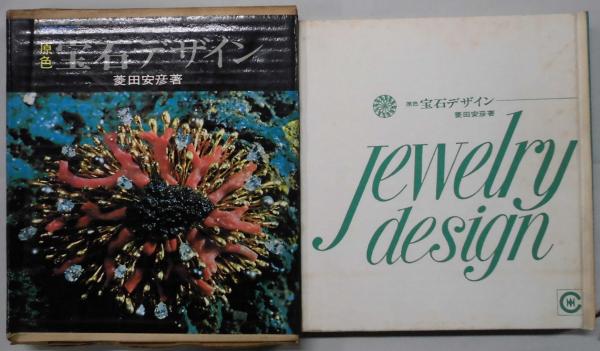 原色
宝石デザイン
菱田安彦著
原色 宝石デザイン
菱田安彦著
Jewelry
design